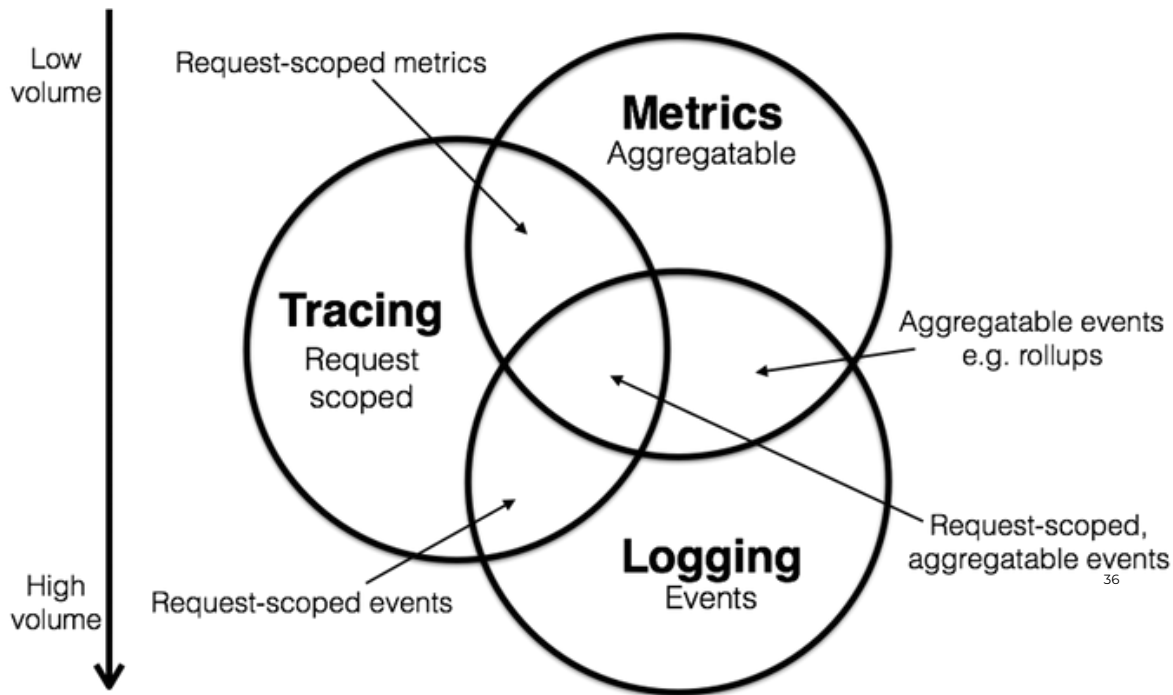 Low
volume
Request-scoped metrics
Metrics
Aggregatable
Tracing
Request
scoped
Aggregatable events
e.g. rollups
Request-scoped,
aggregatable events
36
Logging
Events
Request-scoped events
High
volume